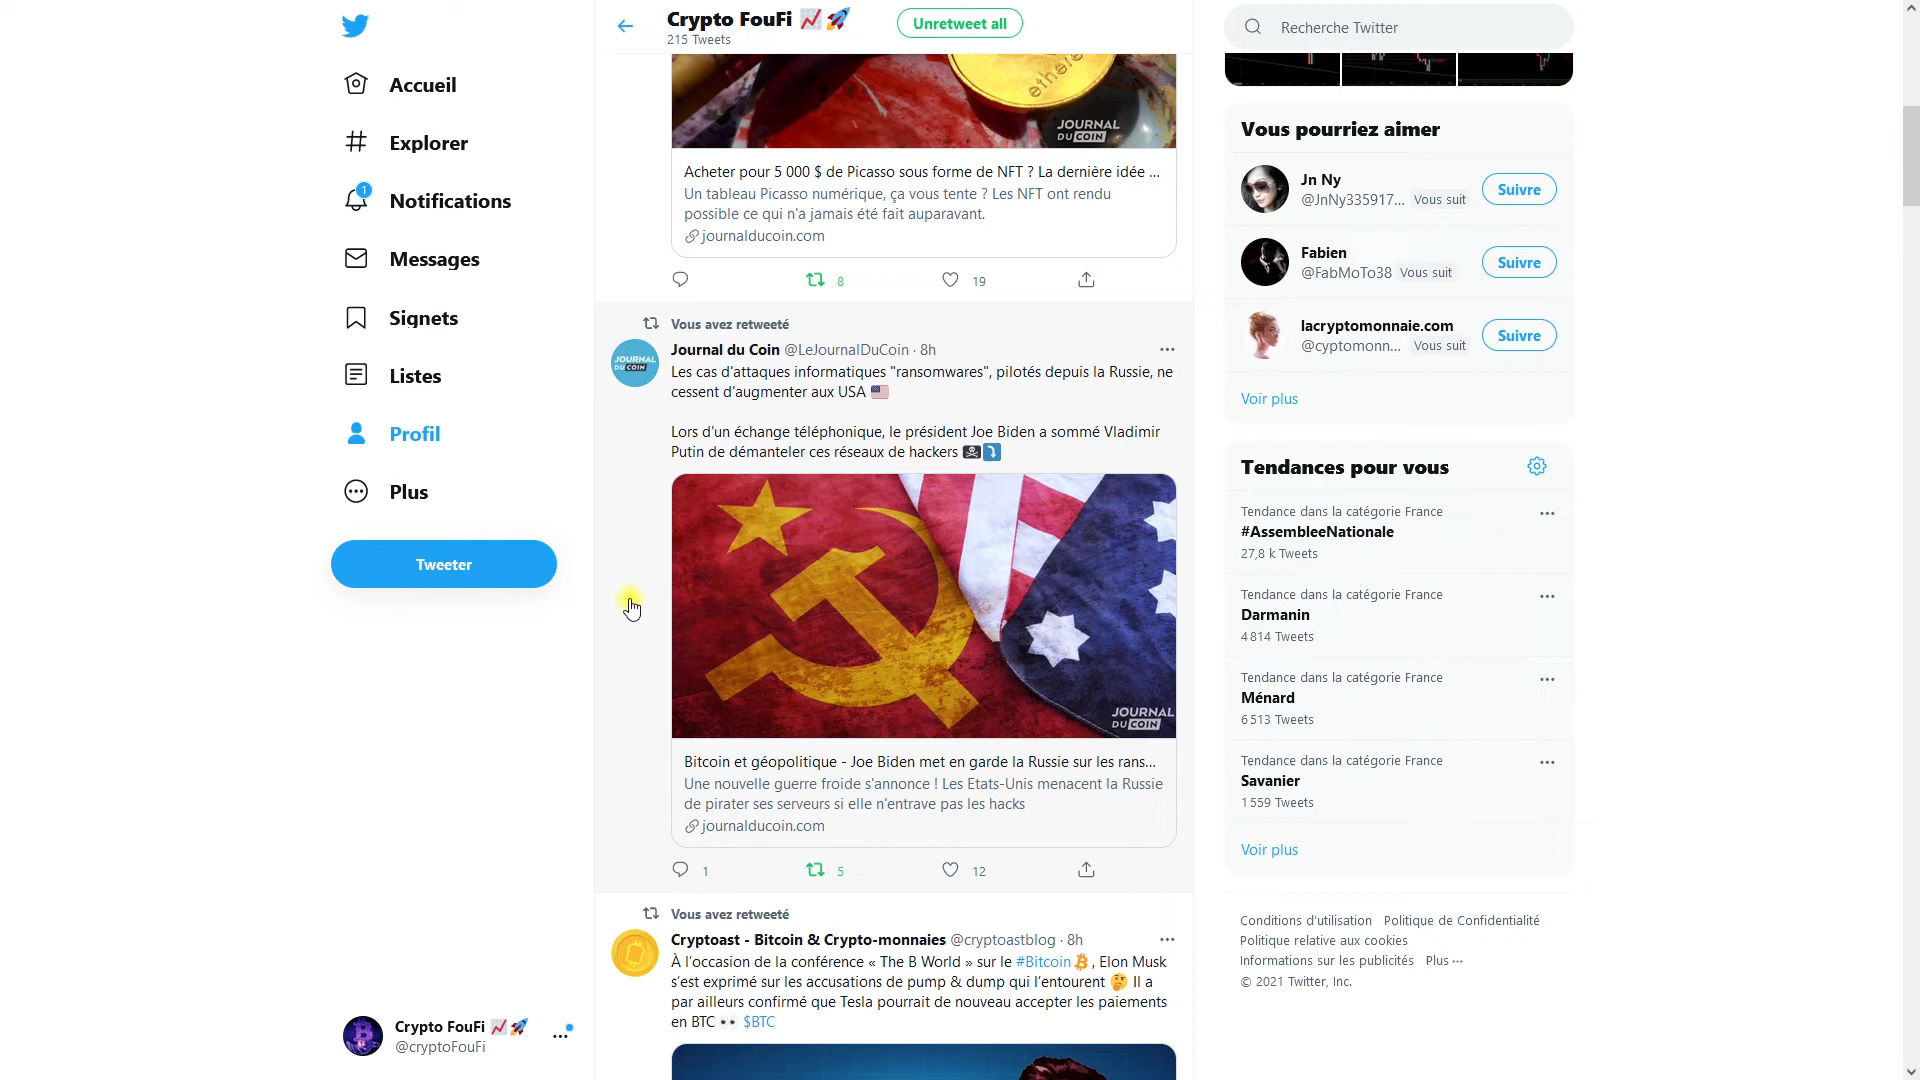 Crypto FouFi
215 Tweets
Unretweet all
Recherche Twitter
Accueil
Explorer
1
Notifications
Messages
Signets
Listes
Profil
Plus
Tweeter
Crypto FouFi
@cryptoFouFi
ethere
JOURNAL
DU COIN
Acheter pour 5 000 $ de Picasso sous forme de NFT ? La dernière idée ...
Un tableau Picasso numérique, ça vous tente ? Les NFT ont rendu
possible ce qui n'a jamais été fait auparavant.
journalducoin.com
8
19
Vous avez retweeté
JOURNAL
DU COIN
Journal du Coin @LeJournalDuCoin · 8h
Les cas d'attaques informatiques "ransomwares", pilotés depuis la Russie, ne
cessent d'augmenter aux USA
Lors d'un échange téléphonique, le président Joe Biden a sommé Vladimir
Putin de démanteler ces réseaux de hackers
JOURNAL
DU COIN
Bitcoin et géopolitique - Joe Biden met en garde la Russie sur les rans...
Une nouvelle guerre froide s'annonce ! Les Etats-Unis menacent la Russie
de pirater ses serveurs si elle n'entrave pas les hacks
journalducoin.com
1
5
12
Vous avez retweeté
Cryptoast - Bitcoin & Crypto-monnaies @cryptoastblog · 8h
À l'occasion de la conférence « The B World » sur le #Bitcoin , Elon Musk
s'est exprimé sur les accusations de pump & dump qui l'entourent Il a
par ailleurs confirmé que Tesla pourrait de nouveau accepter les paiements
en BTC $BTC
Vous pourriez aimer
Jn Ny
@JnNy335917... Vous suit
Suivre
Fabien
@FabMoTo38 Vous suit
Suivre
lacryptomonnaie.com
@cyptomonn... Vous suit
Suivre
Voir plus
Tendances pour vous
Tendance dans la catégorie France
#AssembleeNationale
27,8 k Tweets
Tendance dans la catégorie France
Darmanin
4 814 Tweets
Tendance dans la catégorie France
Ménard
6 513 Tweets
Tendance dans la catégorie France
Savanier
1 559 Tweets
Voir plus
Conditions d'utilisation Politique de Confidentialité
Politique relative aux cookies
Informations sur les publicités Plus ···
© 2021 Twitter, Inc.